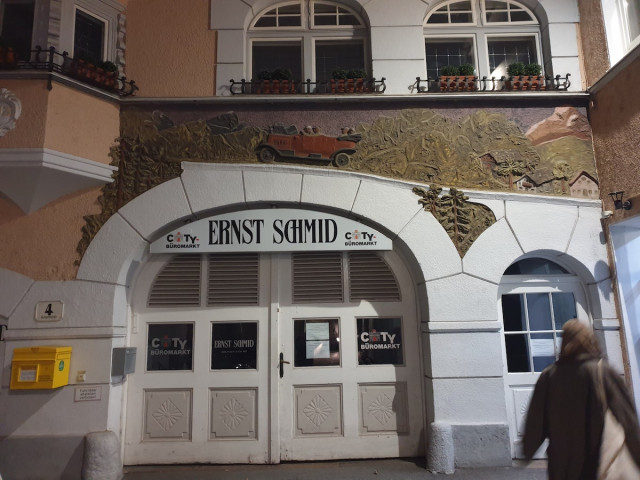 CITY-
BÜROMARKT
ERNST SCHMID
CITY-
BÜROMARKT
4
CITY
BÜROMARKT
ERNST SCHMID
CITY
BÜROMARKT